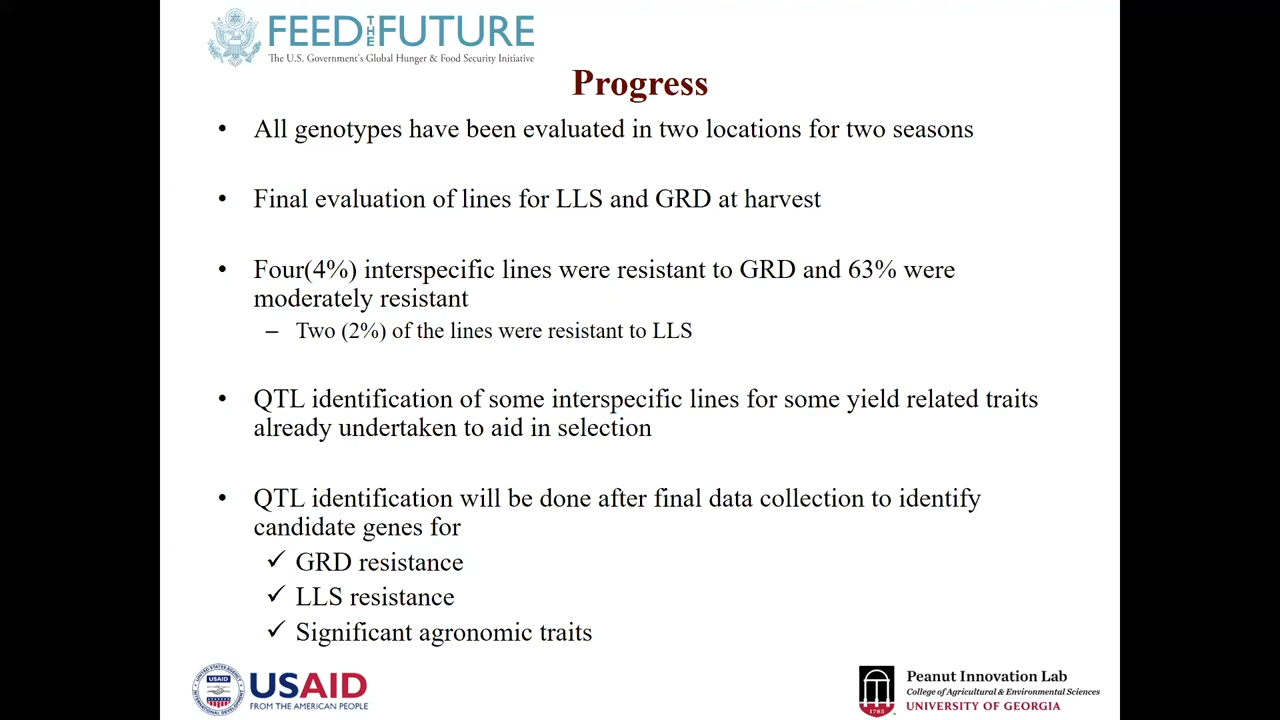 FEED THE FUTURE
The U.S. Government's Global Hunger & Food Security Initiative
Progress
• All genotypes have been evaluated in two locations for two seasons
• Final evaluation of lines for LLS and GRD at harvest
• Four(4%) interspecific lines were resistant to GRD and 63% were
moderately resistant
– Two (2%) of the lines were resistant to LLS
• QTL identification of some interspecific lines for some yield related traits
already undertaken to aid in selection
• QTL identification will be done after final data collection to identify
candidate genes for
✓ GRD resistance
✓ LLS resistance
✓ Significant agronomic traits
USAID
USAID
FROM THE AMERICAN PEOPLE
1785
Peanut Innovation Lab
College of Agricultural & Environmental Sciences
UNIVERSITY OF GEORGIA